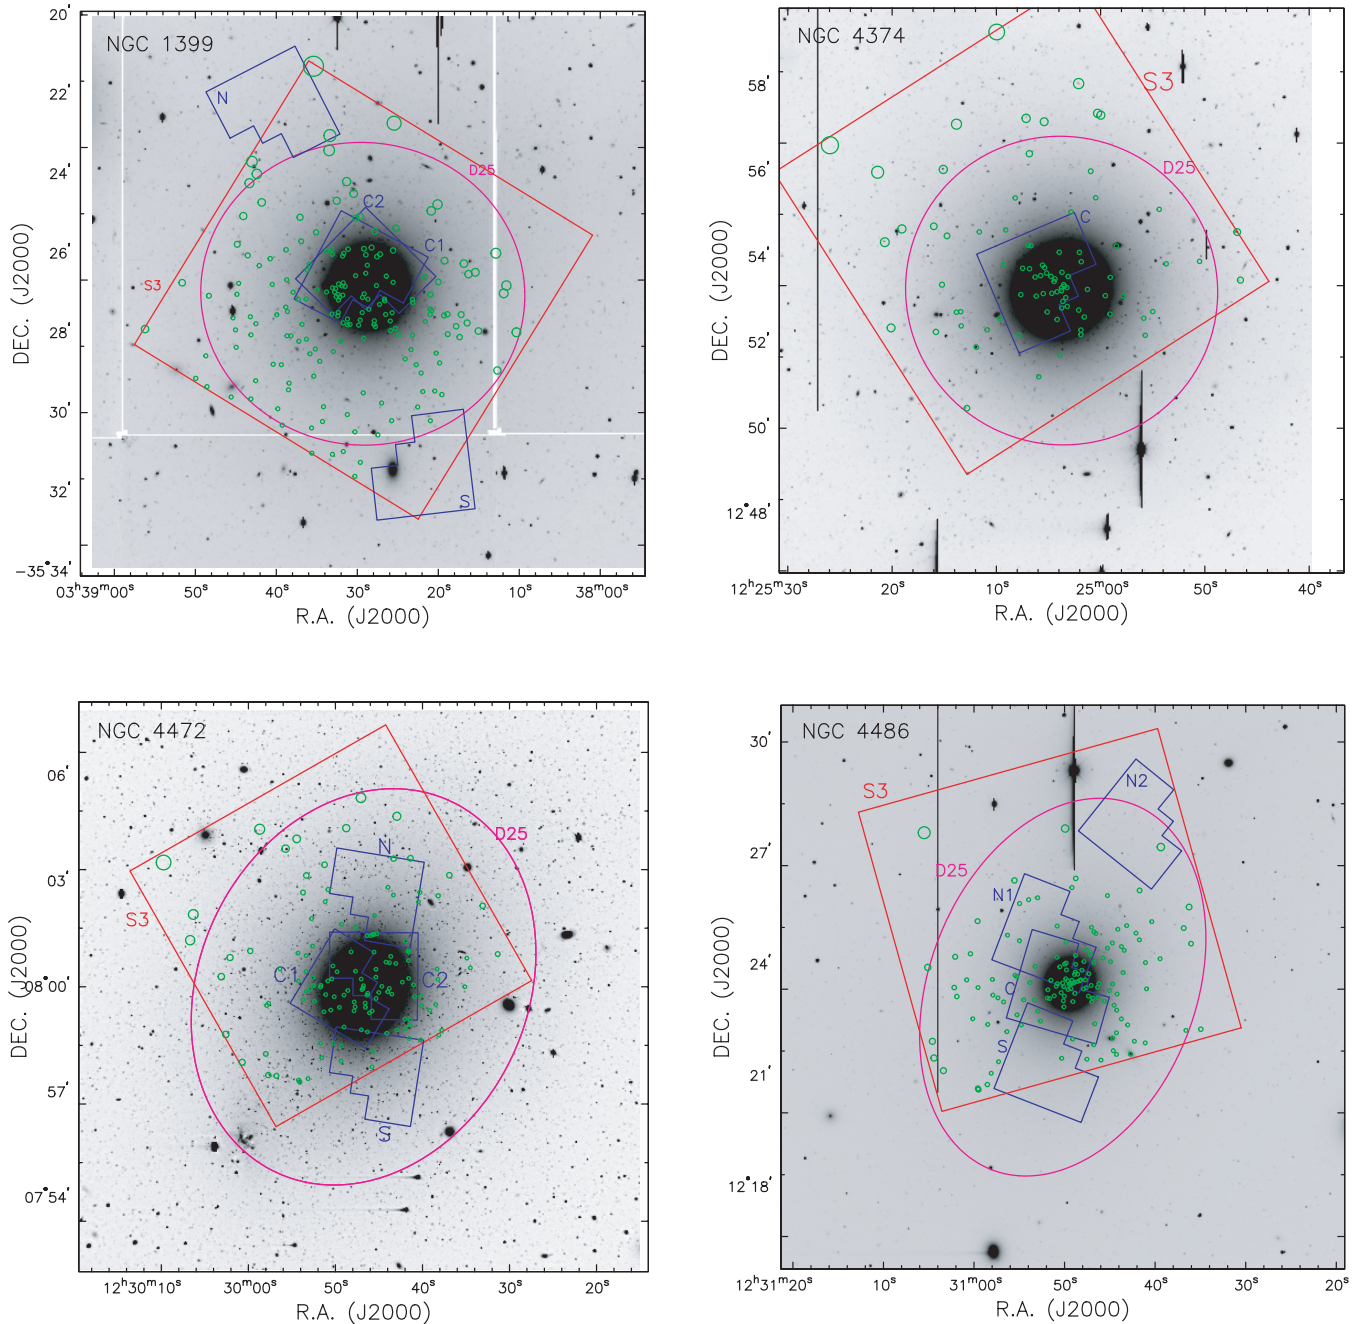 NGC 1399
20′
22′
24′
26′
28′
30′
32′
−35°34′
DEC. (J2000)
N
D25
C2
C1
S3
S
03ʰ39ᵐ00ˢ
50ˢ
40ˢ
30ˢ
20ˢ
10ˢ
38ᵐ00ˢ
R.A. (J2000)
NGC 4374
58′
56′
54′
52′
50′
12°48′
DEC. (J2000)
S3
D25
C
12ʰ25ᵐ30ˢ
20ˢ
10ˢ
25ᵐ00ˢ
40ˢ
R.A. (J2000)
NGC 4472
06′
03′
08°00′
57′
07°54′
DEC. (J2000)
D25
N
S3
C1
C2
S
12ʰ30ᵐ10ˢ
30ᵐ00ˢ
50ˢ
40ˢ
30ˢ
20ˢ
R.A. (J2000)
NGC 4486
30′
27′
24′
21′
12°18′
DEC. (J2000)
S3
N2
D25
N1
C
S
12ʰ31ᵐ20ˢ
10ˢ
31ᵐ00ˢ
50ˢ
40ˢ
30ˢ
20ˢ
R.A. (J2000)